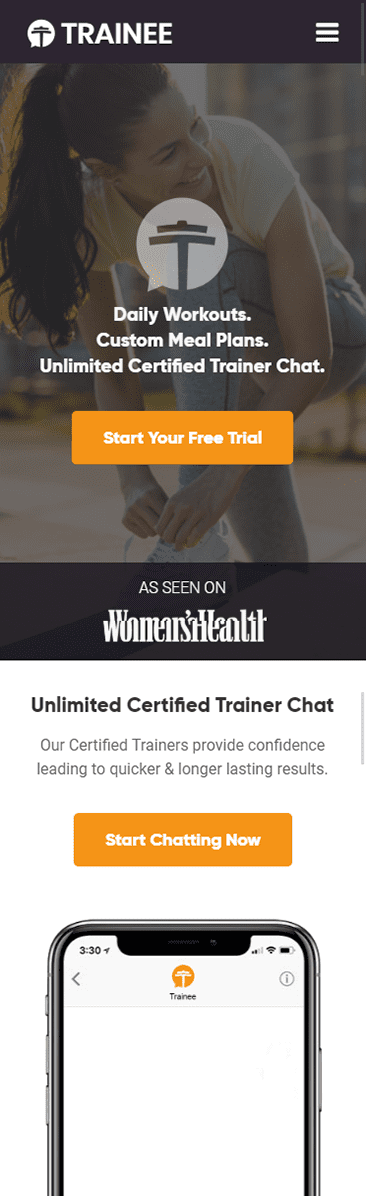 TRAINEE
Daily Workouts.
Custom Meal Plans.
Unlimited Certified Trainer Chat.
Start Your Free Trial
AS SEEN ON
Women'sHealth
Unlimited Certified Trainer Chat
Our Certified Trainers provide confidence
leading to quicker & longer lasting results.
Start Chatting Now
3:30
Trainee